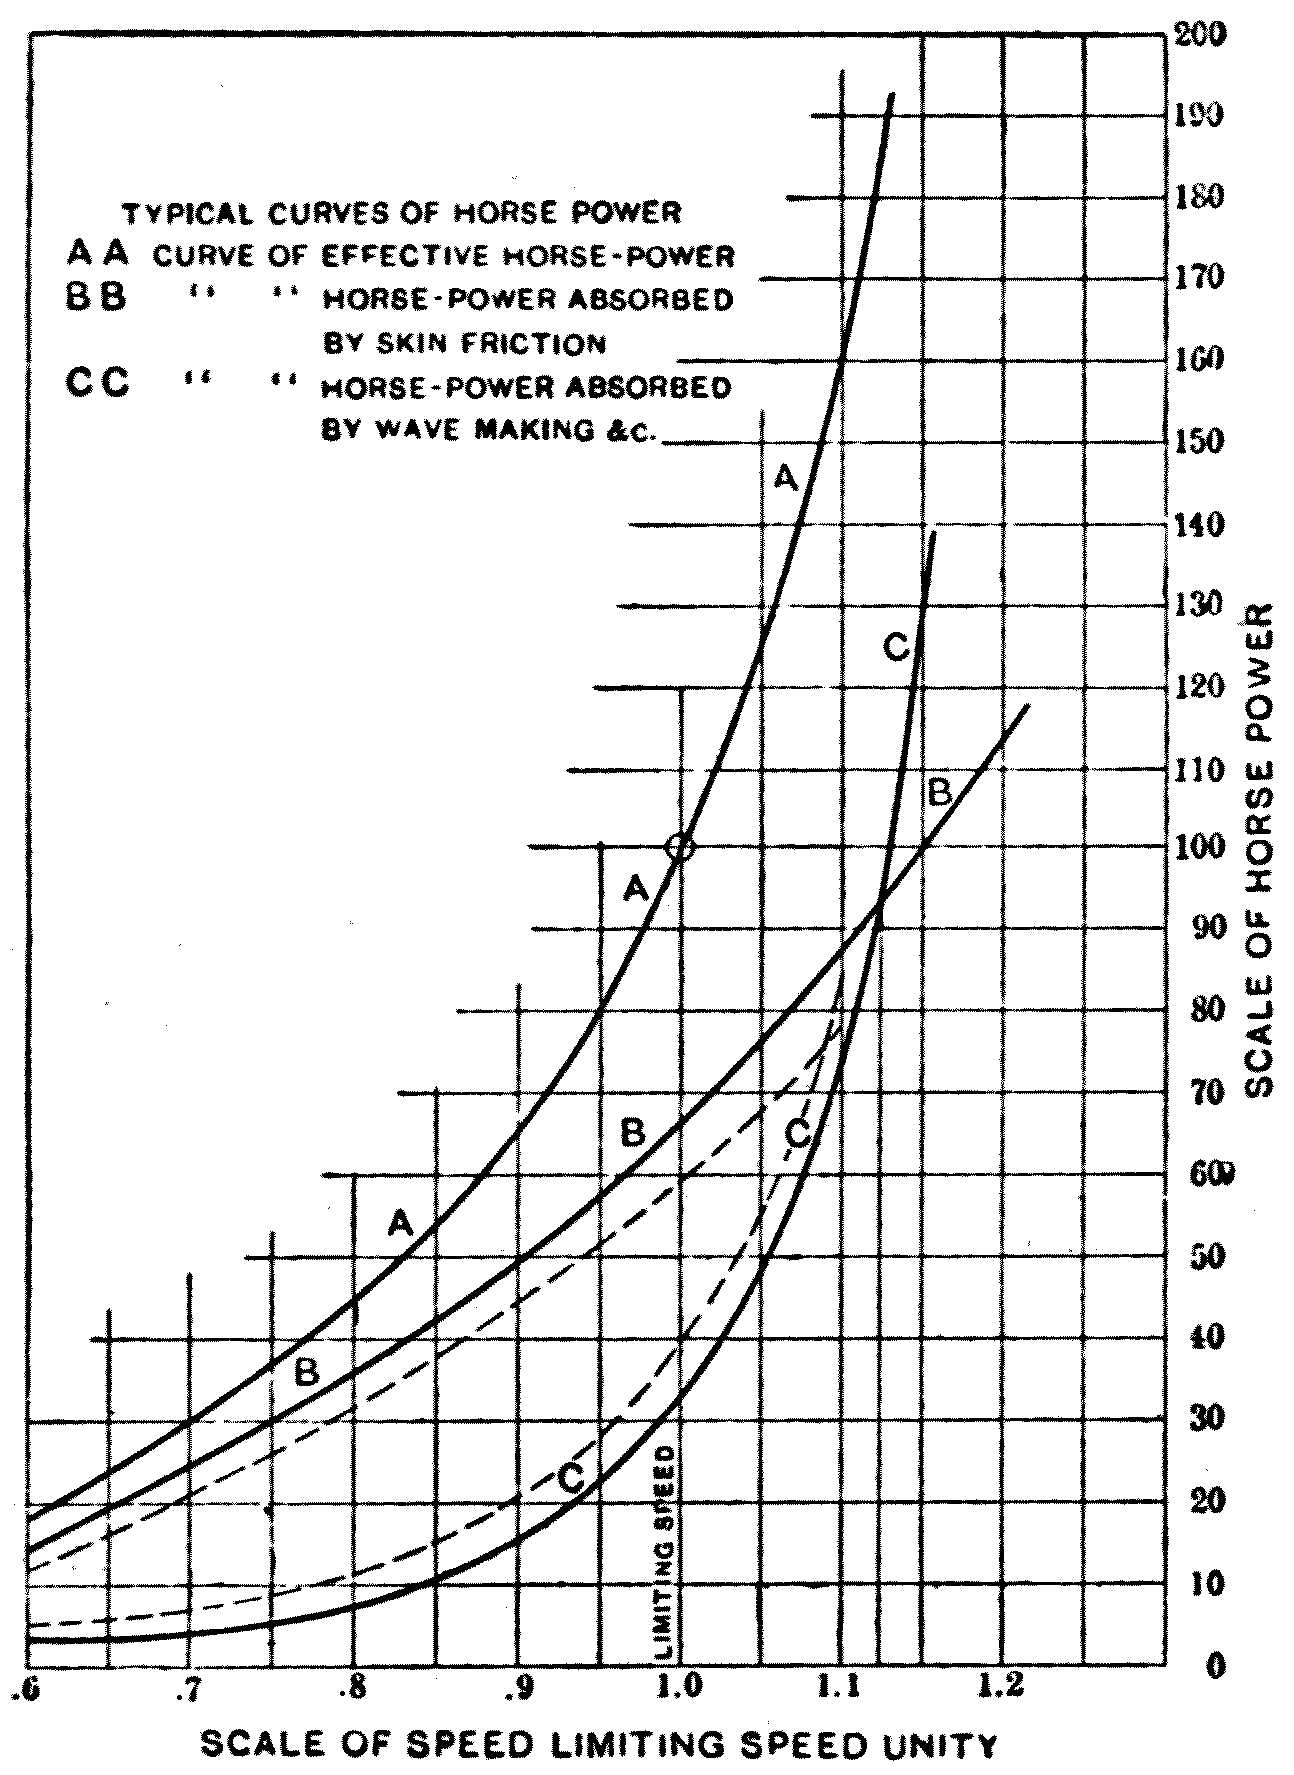 TYPICAL CURVES OF HORSE POWER
A A CURVE OF EFFECTIVE HORSE-POWER
B B " " HORSE-POWER ABSORBED
BY SKIN FRICTION
C C " " HORSE-POWER ABSORBED
BY WAVE MAKING &c.
200
190
180
170
160
150
140
130
120
110
100
90
80
70
60
50
40
30
20
10
0
SCALE OF HORSE POWER
A
C
B
A
B
C
A
B
C
LIMITING SPEED
.6 .7 .8 .9 1.0 1.1 1.2
SCALE OF SPEED LIMITING SPEED UNITY